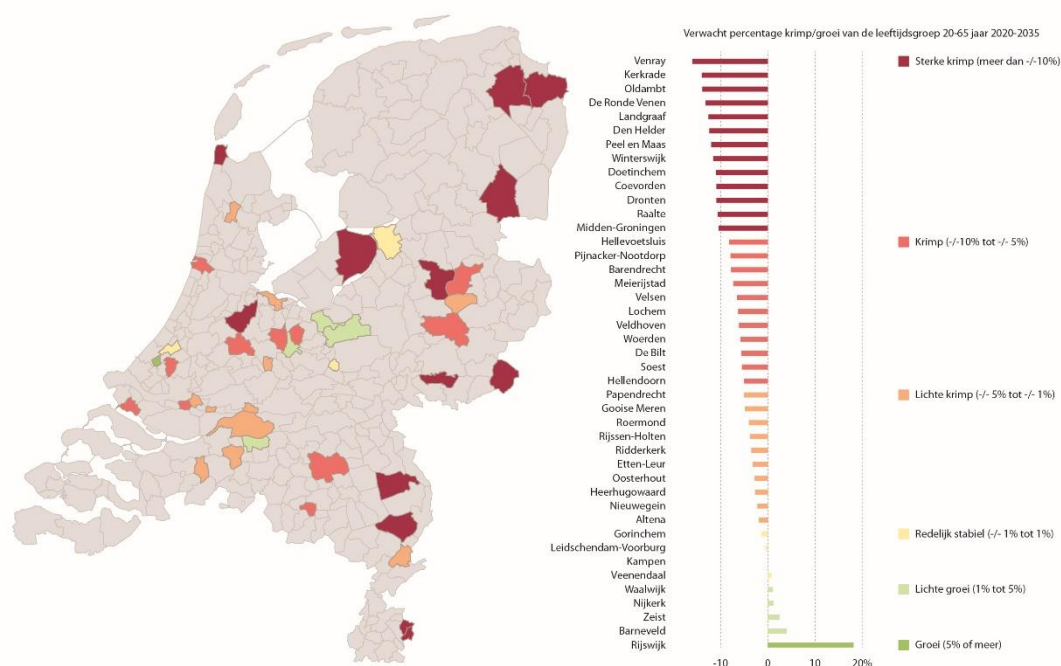 Verwacht percentage krimp/groei van de leeftijdsgroep 20-65 jaar 2020-2035
Venray
Sterke krimp (meer dan -/-10%)
Kerkrade
Oldambt
De Ronde Venen
Landgraaf
Den Helder
Peel en Maas
Winterswijk
Doetinchem
Coevorden
Dronten
Raalte
Midden-Groningen
Hellevoetsluis
Krimp (-/-10% tot -/- 5%)
Pijnacker-Nootdorp
Barendrecht
Meierijstad
Velsen
Lochem
Veldhoven
Woerden
De Bilt
Soest
Hellendoorn
Papendrecht
Lichte krimp (-/- 5% tot -/- 1%)
Gooise Meren
Roermond
Rijssen-Holten
Ridderkerk
Etten-Leur
Oosterhout
Heerhugowaard
Nieuwegein
Altena
Gorinchem
Redelijk stabiel (-/- 1% tot 1%)
Leidschendam-Voorburg
Kampen
Veenendaal
Waalwijk
Lichte groei (1% tot 5%)
Nijkerk
Zeist
Barneveld
Rijswijk
Groei (5% of meer)
-10 0 10 20%